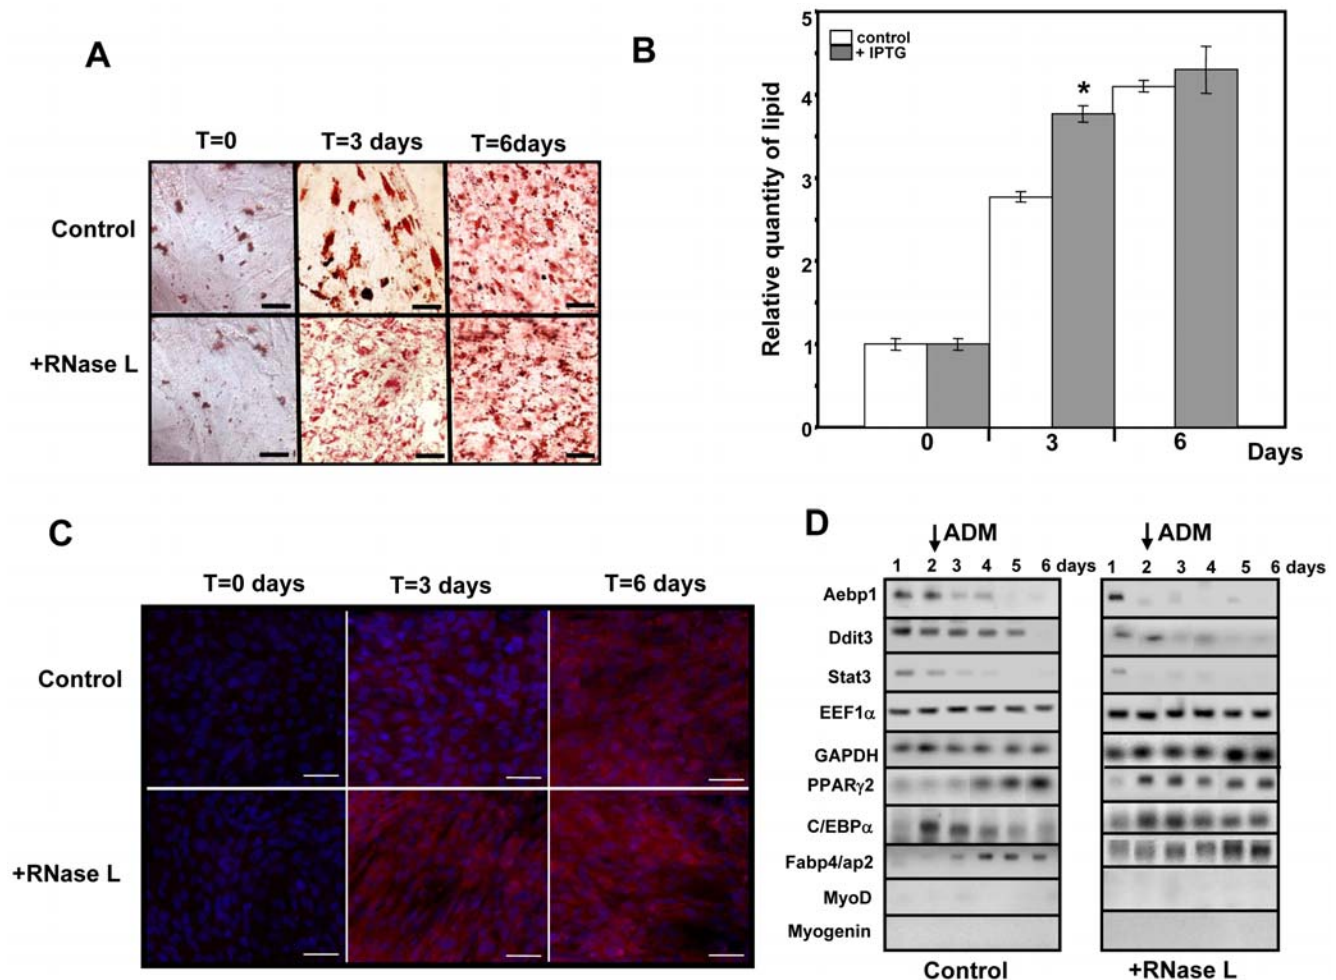 A
T=0 T=3 days T=6days
Control
+RNase L
B
control
+ IPTG
Relative quantity of lipid
5
4
3
2
1
0
*
0 3 6
Days
C
T=0 days T=3 days T=6 days
Control
+RNase L
D
↓ADM ↓ADM
1 2 3 4 5 6 days 1 2 3 4 5 6 days
Aebp1
Ddit3
Stat3
EEF1α
GAPDH
PPARγ2
C/EBPα
Fabp4/ap2
MyoD
Myogenin
Control +RNase L